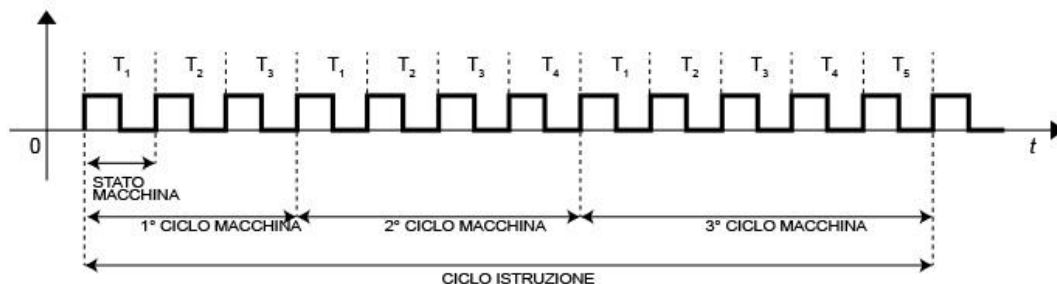 T₁ T₂ T₃ T₁ T₂ T₃ T₄ T₁ T₂ T₃ T₄ T₅
0 t
STATO
MACCHINA
1° CICLO MACCHINA 2° CICLO MACCHINA 3° CICLO MACCHINA
CICLO ISTRUZIONE